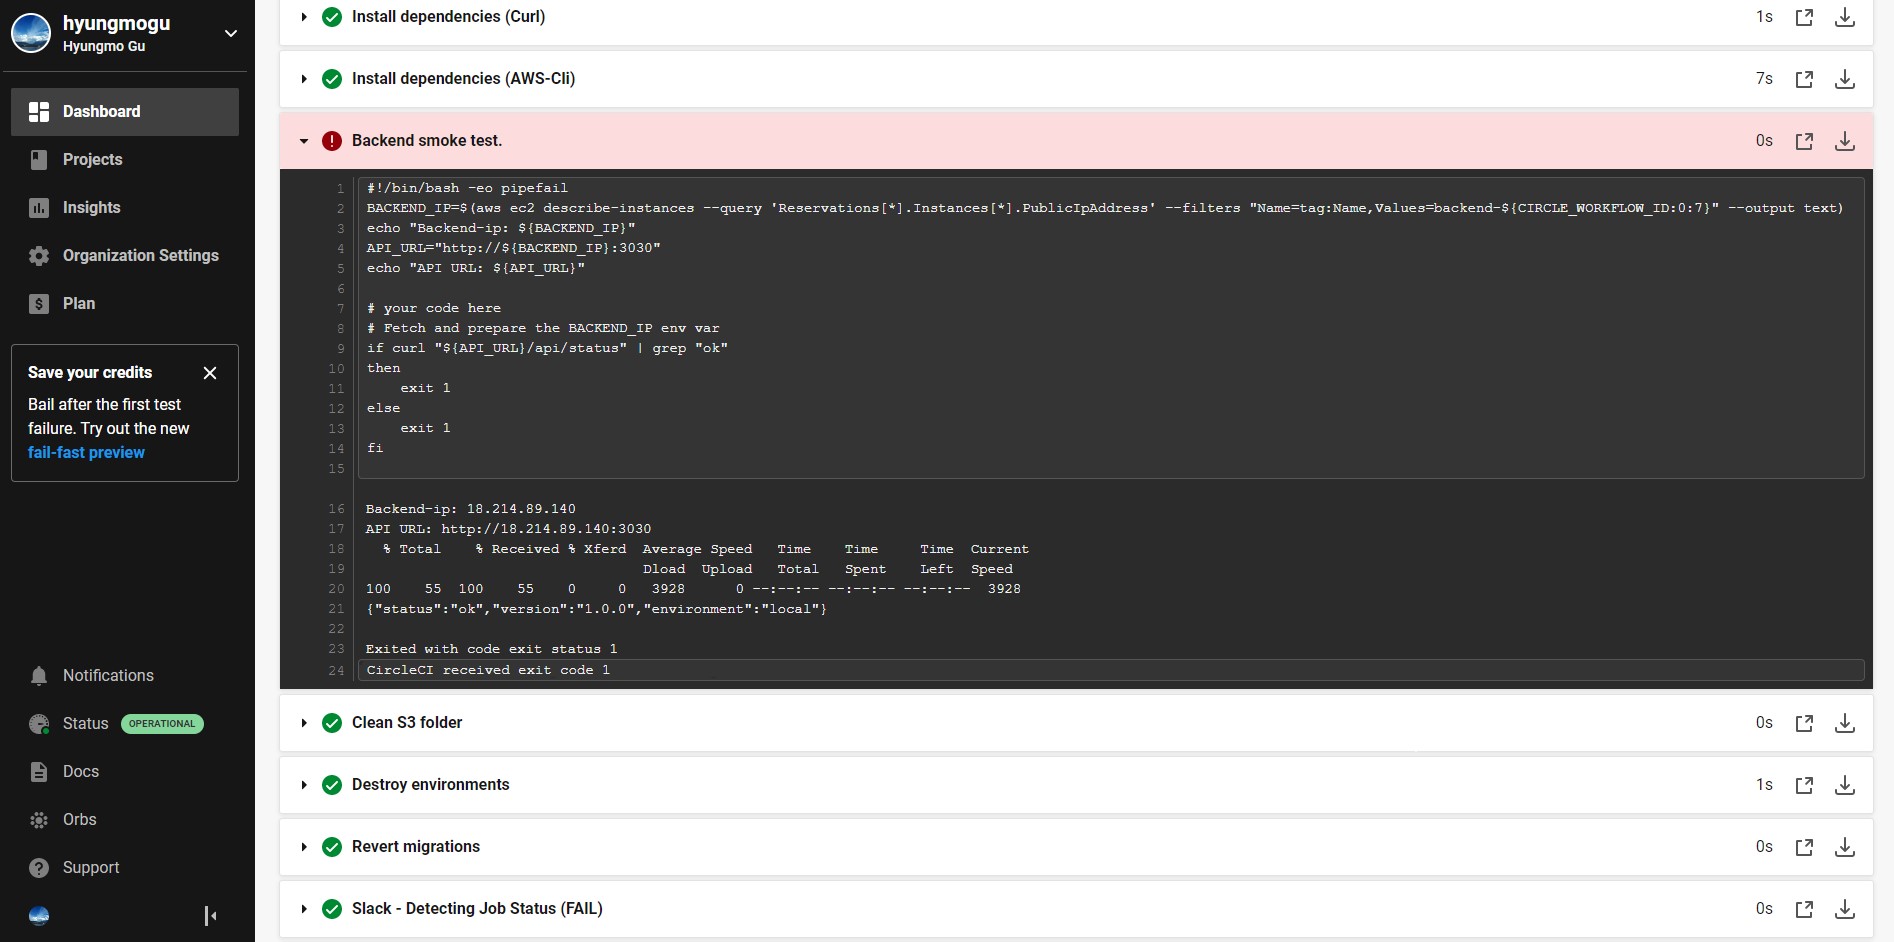 hyungmogu
Hyungmo Gu
Dashboard
Projects
Insights
Organization Settings
Plan
Save your credits
Bail after the first test
failure. Try out the new
fail-fast preview
Notifications
Status OPERATIONAL
Docs
Orbs
Support
Install dependencies (Curl) 1s
Install dependencies (AWS-Cli) 7s
Backend smoke test. 0s
1 #!/bin/bash -eo pipefail
2 BACKEND_IP=$(aws ec2 describe-instances --query 'Reservations[*].Instances[*].PublicIpAddress' --filters "Name=tag:Name,Values=backend-${CIRCLE_WORKFLOW_ID:0:7}" --output text)
3 echo "Backend-ip: ${BACKEND_IP}"
4 API_URL="http://${BACKEND_IP}:3030"
5 echo "API URL: ${API_URL}"
6
7 # your code here
8 # Fetch and prepare the BACKEND_IP env var
9 if curl "${API_URL}/api/status" | grep "ok"
10 then
11     exit 1
12 else
13     exit 1
14 fi
15
16 Backend-ip: 18.214.89.140
17 API URL: http://18.214.89.140:3030
18   % Total    % Received % Xferd  Average Speed   Time    Time     Time  Current
19                                  Dload  Upload   Total   Spent    Left  Speed
20 100    55  100    55    0     0   3928      0 --:--:-- --:--:-- --:--:--  3928
21 {"status":"ok","version":"1.0.0","environment":"local"}
22
23 Exited with code exit status 1
24 CircleCI received exit code 1
Clean S3 folder 0s
Destroy environments 1s
Revert migrations 0s
Slack - Detecting Job Status (FAIL) 0s